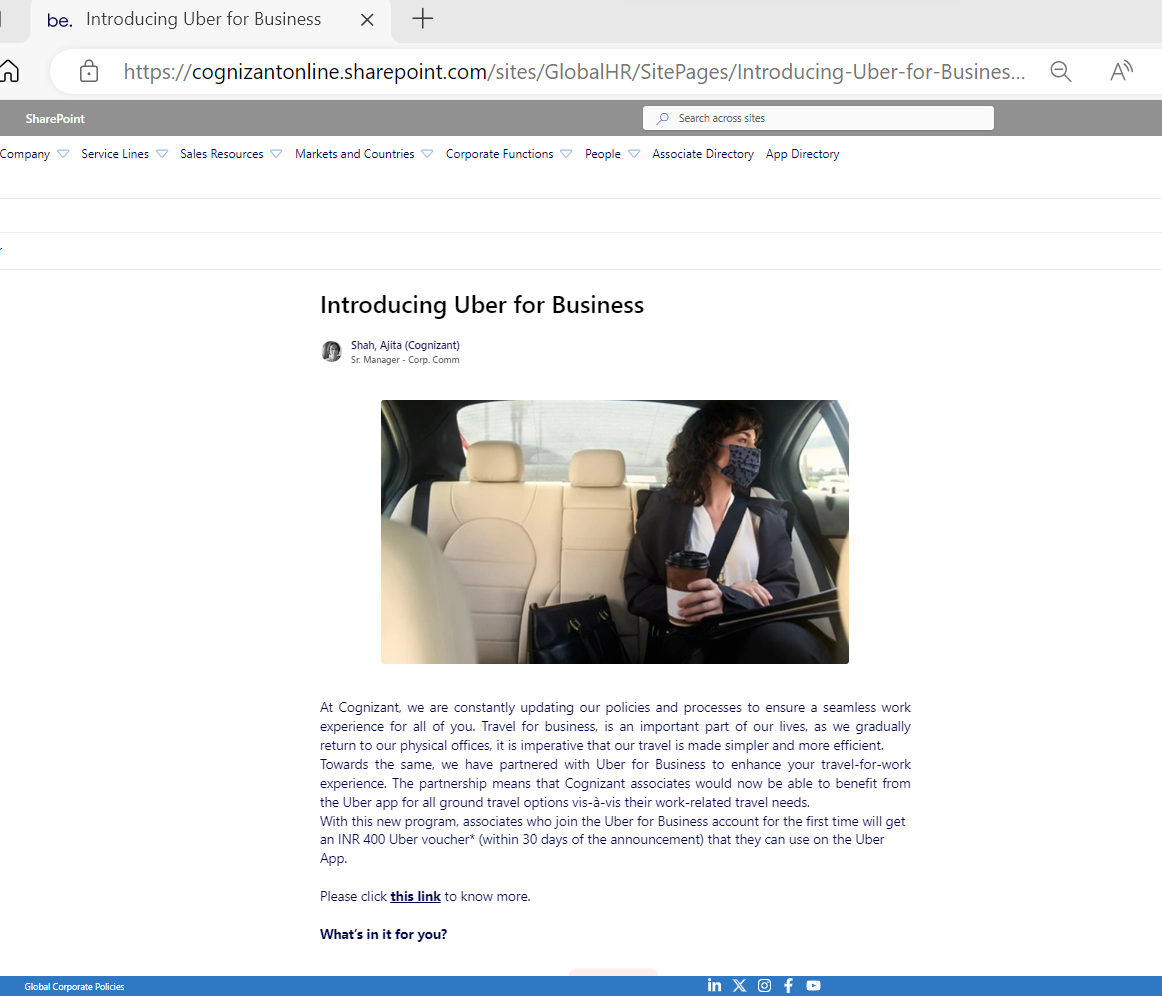 be. Introducing Uber for Business
https://cognizantonline.sharepoint.com/sites/GlobalHR/SitePages/Introducing-Uber-for-Busines...
SharePoint
Search across sites
Company Service Lines Sales Resources Markets and Countries Corporate Functions People Associate Directory App Directory
Introducing Uber for Business
Shah, Ajita (Cognizant)
Sr. Manager - Corp. Comm
At Cognizant, we are constantly updating our policies and processes to ensure a seamless work
experience for all of you. Travel for business, is an important part of our lives, as we gradually
return to our physical offices, it is imperative that our travel is made simpler and more efficient.
Towards the same, we have partnered with Uber for Business to enhance your travel-for-work
experience. The partnership means that Cognizant associates would now be able to benefit from
the Uber app for all ground travel options vis-à-vis their work-related travel needs.
With this new program, associates who join the Uber for Business account for the first time will get
an INR 400 Uber voucher* (within 30 days of the announcement) that they can use on the Uber
App.
Please click this link to know more.
What's in it for you?
Global Corporate Policies